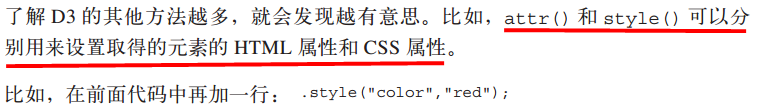 了解 D3 的其他方法越多，就会发现越有意思。比如，attr() 和 style() 可以分
别用来设置取得的元素的 HTML 属性和 CSS 属性。
比如，在前面代码中再加一行： .style("color","red");